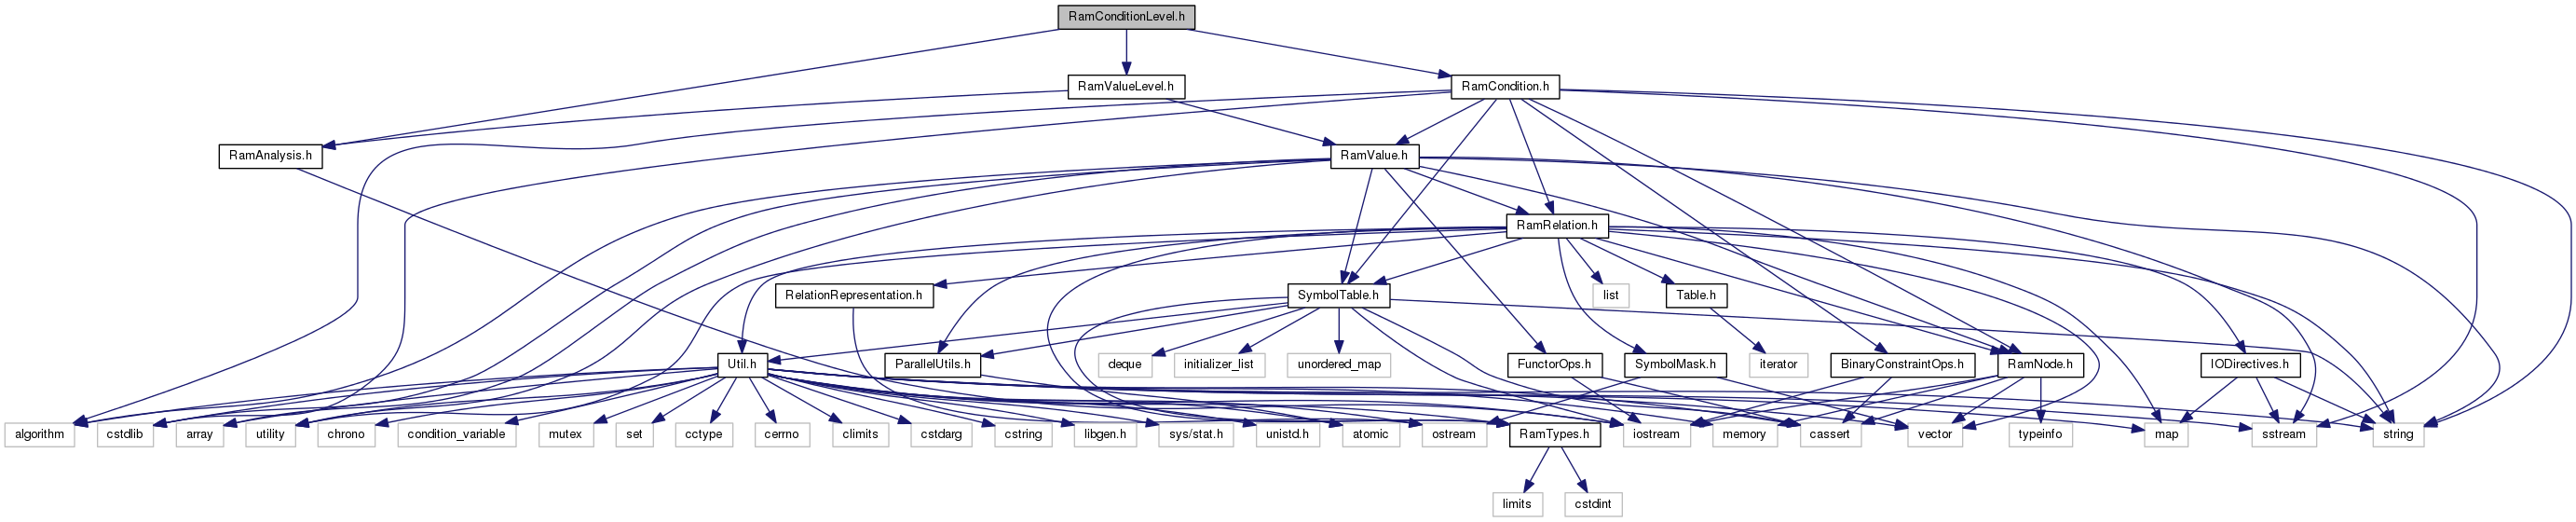 RamConditionLevel.h
RamValueLevel.h
RamCondition.h
RamAnalysis.h
RamValue.h
RamRelation.h
RelationRepresentation.h
SymbolTable.h
list
Table.h
Util.h
ParallelUtils.h
deque
initializer_list
unordered_map
FunctorOps.h
SymbolMask.h
iterator
BinaryConstraintOps.h
RamNode.h
IODirectives.h
algorithm
cstdlib
array
utility
chrono
condition_variable
mutex
set
cctype
cerrno
climits
cstdarg
cstring
libgen.h
sys/stat.h
unistd.h
atomic
ostream
RamTypes.h
iostream
memory
cassert
vector
typeinfo
map
sstream
string
limits
cstdint